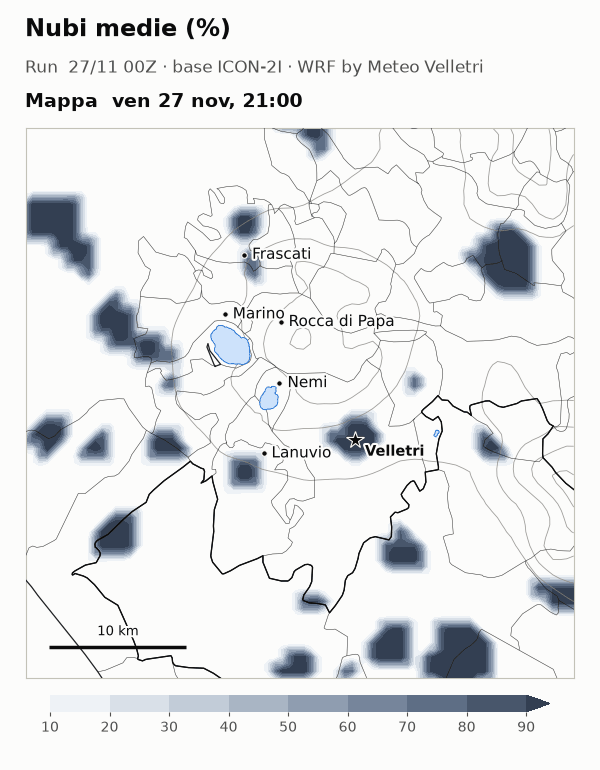 Nubi medie (%)
Run  27/11 00Z · base ICON-2I · WRF by Meteo Velletri
Mappa  ven 27 nov, 21:00
Frascati
Marino
Rocca di Papa
Nemi
Velletri
Lanuvio
10 km
10 20 30 40 50 60 70 80 90